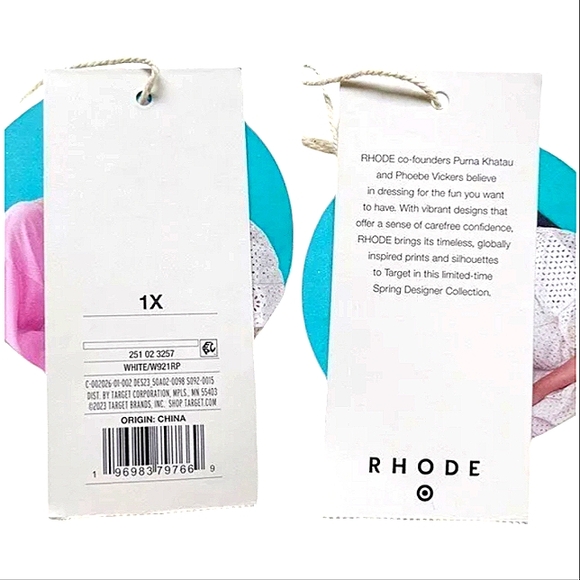 1X
251 02 3257
WHITE/W921RP
C-002026-01-002 DES23_50A02-0098 S092-0015
DIST. BY TARGET CORPORATION, MPLS., MN 55403
©2023 TARGET BRANDS, INC. SHOP TARGET.COM
ORIGIN: CHINA
1 96983 79766 9
RHODE co-founders Purna Khatau
and Phoebe Vickers believe
in dressing for the fun you want
to have. With vibrant designs that
offer a sense of carefree confidence,
RHODE brings its timeless, globally
inspired prints and silhouettes
to Target in this limited-time
Spring Designer Collection.
RHODE